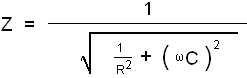 Z = 1 / √( 1/R² + ( ωC )² )